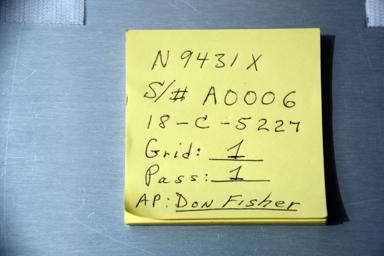 N9431X
S/# A0006
18-C-5227
Grid: 1
Pass: 1
AP: Don Fisher